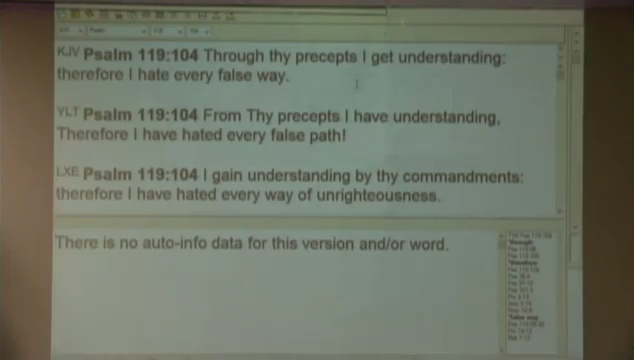 KJV Psalm 119:104 Through thy precepts I get understanding:
therefore I hate every false way.
YLT Psalm 119:104 From Thy precepts I have understanding,
Therefore I have hated every false path!
LXE Psalm 119:104 I gain understanding by thy commandments:
therefore I have hated every way of unrighteousness.
There is no auto-info data for this version and/or word.